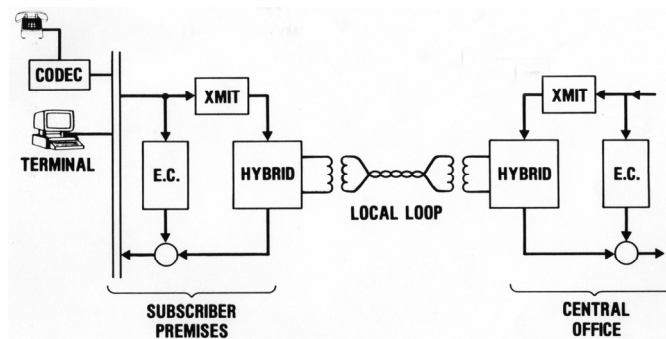 CODEC
XMIT
XMIT
TERMINAL
E.C.
HYBRID
HYBRID
E.C.
LOCAL LOOP
SUBSCRIBER
PREMISES
CENTRAL
OFFICE